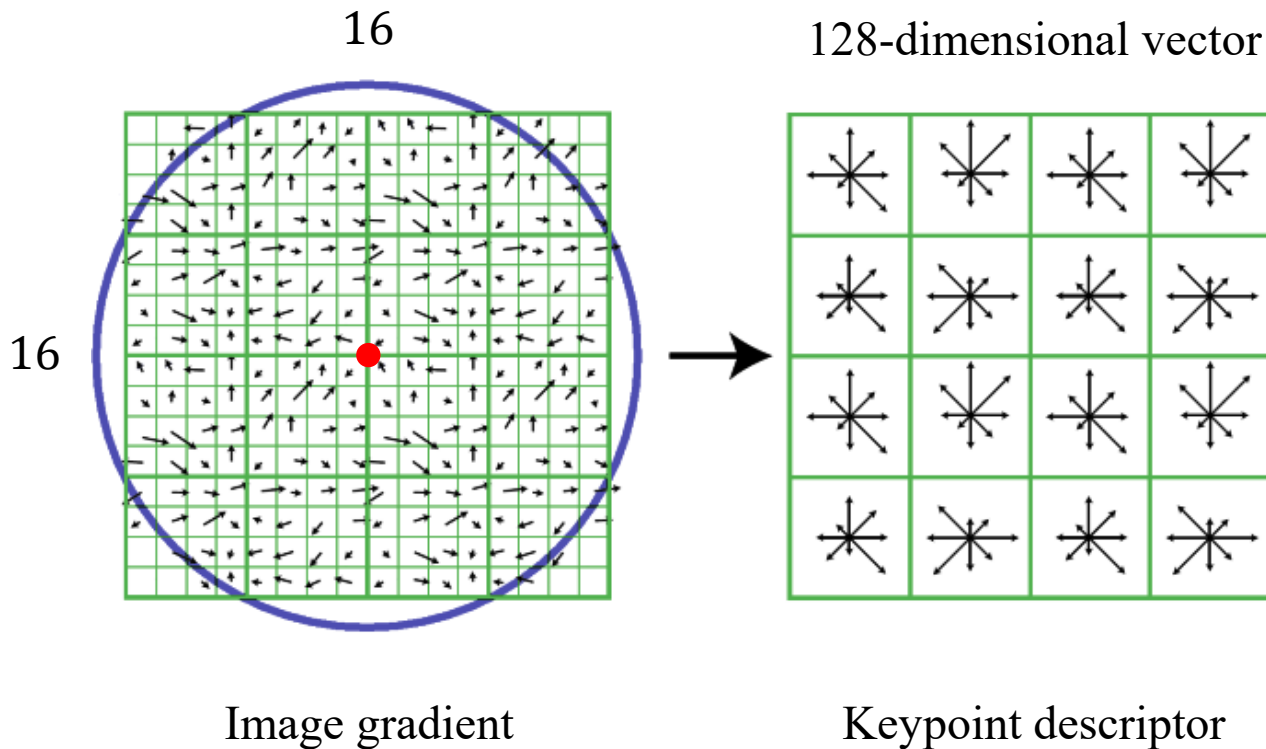 16
128-dimensional vector
16
Image gradient
Keypoint descriptor